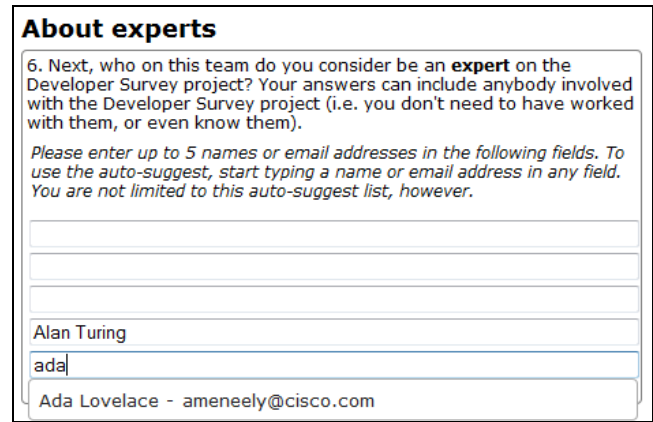 About experts
6. Next, who on this team do you consider be an expert on the
Developer Survey project? Your answers can include anybody involved
with the Developer Survey project (i.e. you don't need to have worked
with them, or even know them).
Please enter up to 5 names or email addresses in the following fields. To
use the auto-suggest, start typing a name or email address in any field.
You are not limited to this auto-suggest list, however.
Alan Turing
ada
Ada Lovelace - ameneely@cisco.com